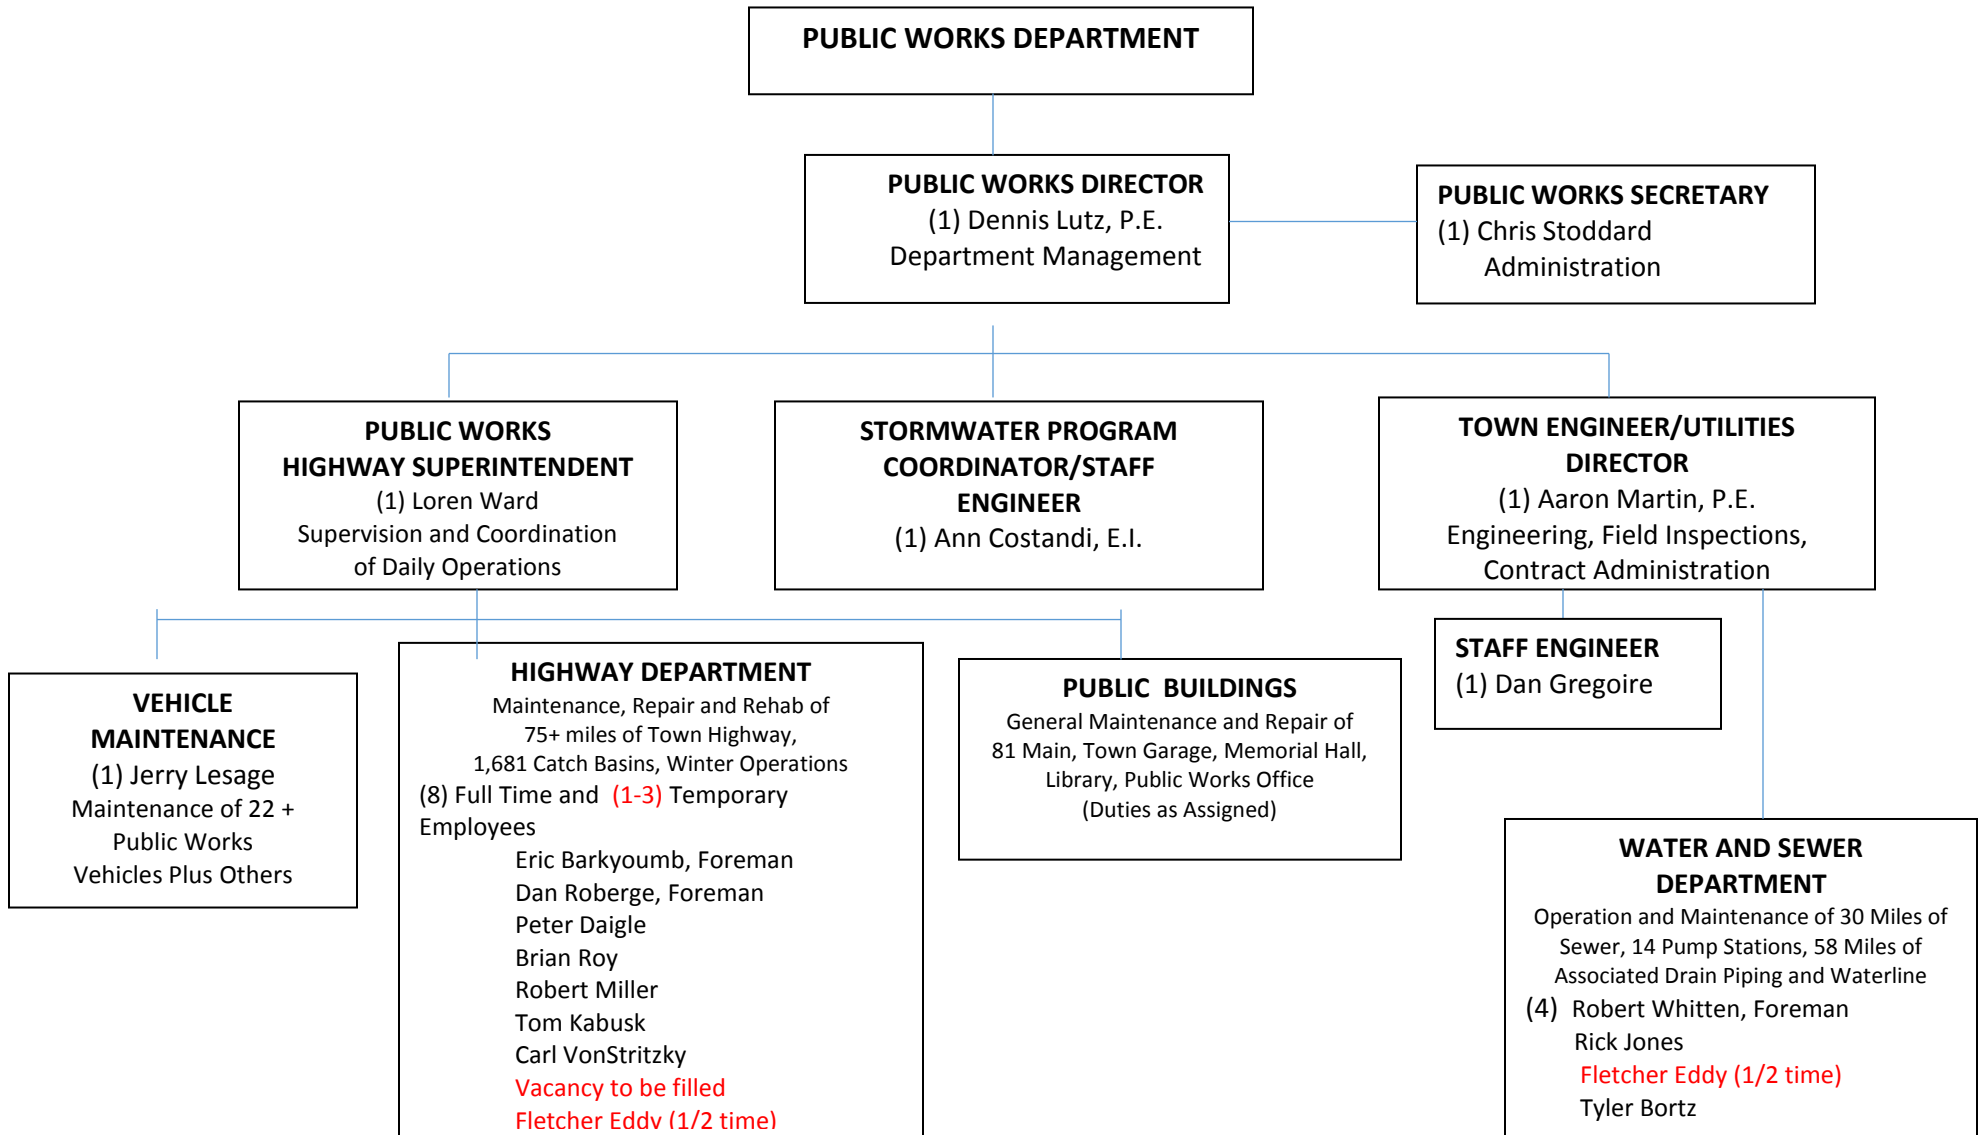 PUBLIC WORKS DEPARTMENT
PUBLIC WORKS DIRECTOR
(1) Dennis Lutz, P.E.
Department Management
PUBLIC WORKS SECRETARY
(1) Chris Stoddard
Administration
PUBLIC WORKS
HIGHWAY SUPERINTENDENT
(1) Loren Ward
Supervision and Coordination
of Daily Operations
STORMWATER PROGRAM
COORDINATOR/STAFF
ENGINEER
(1) Ann Costandi, E.I.
TOWN ENGINEER/UTILITIES
DIRECTOR
(1) Aaron Martin, P.E.
Engineering, Field Inspections,
Contract Administration
VEHICLE
MAINTENANCE
(1) Jerry Lesage
Maintenance of 22 +
Public Works
Vehicles Plus Others
HIGHWAY DEPARTMENT
Maintenance, Repair and Rehab of
75+ miles of Town Highway,
1,681 Catch Basins, Winter Operations
(8) Full Time and (1-3) Temporary
Employees
Eric Barkyoumb, Foreman
Dan Roberge, Foreman
Peter Daigle
Brian Roy
Robert Miller
Tom Kabusk
Carl VonStritzky
Vacancy to be filled
Fletcher Eddy (1/2 time)
PUBLIC BUILDINGS
General Maintenance and Repair of
81 Main, Town Garage, Memorial Hall,
Library, Public Works Office
(Duties as Assigned)
STAFF ENGINEER
(1) Dan Gregoire
WATER AND SEWER
DEPARTMENT
Operation and Maintenance of 30 Miles of
Sewer, 14 Pump Stations, 58 Miles of
Associated Drain Piping and Waterline
(4) Robert Whitten, Foreman
Rick Jones
Fletcher Eddy (1/2 time)
Tyler Bortz